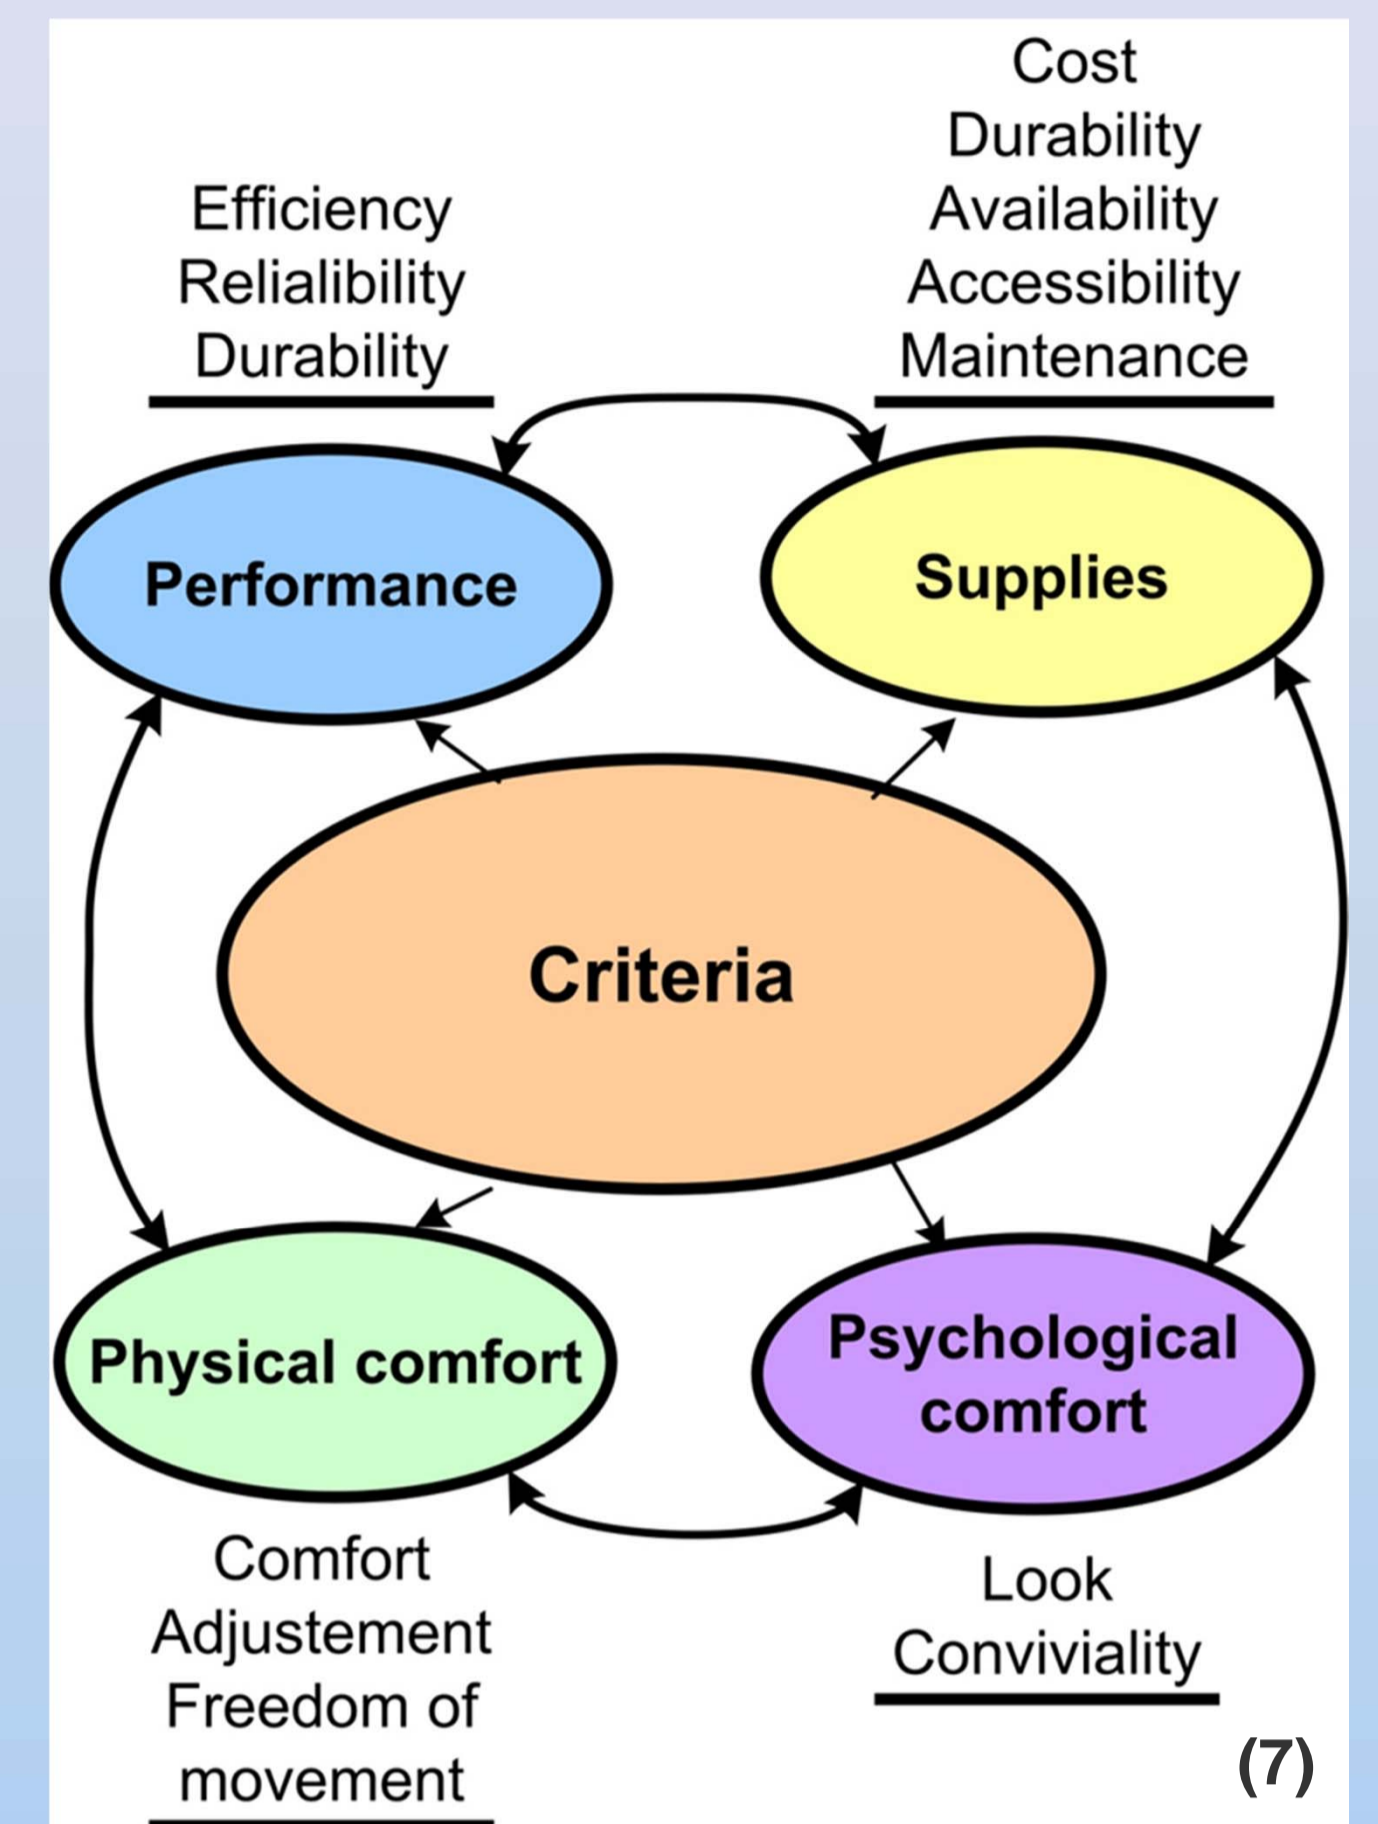 Efficiency
Relialibility
Durability
Cost
Durability
Availability
Accessibility
Maintenance
Performance
Supplies
Criteria
Physical comfort
Psychological
comfort
Comfort
Adjustement
Freedom of
movement
Look
Conviviality
(7)